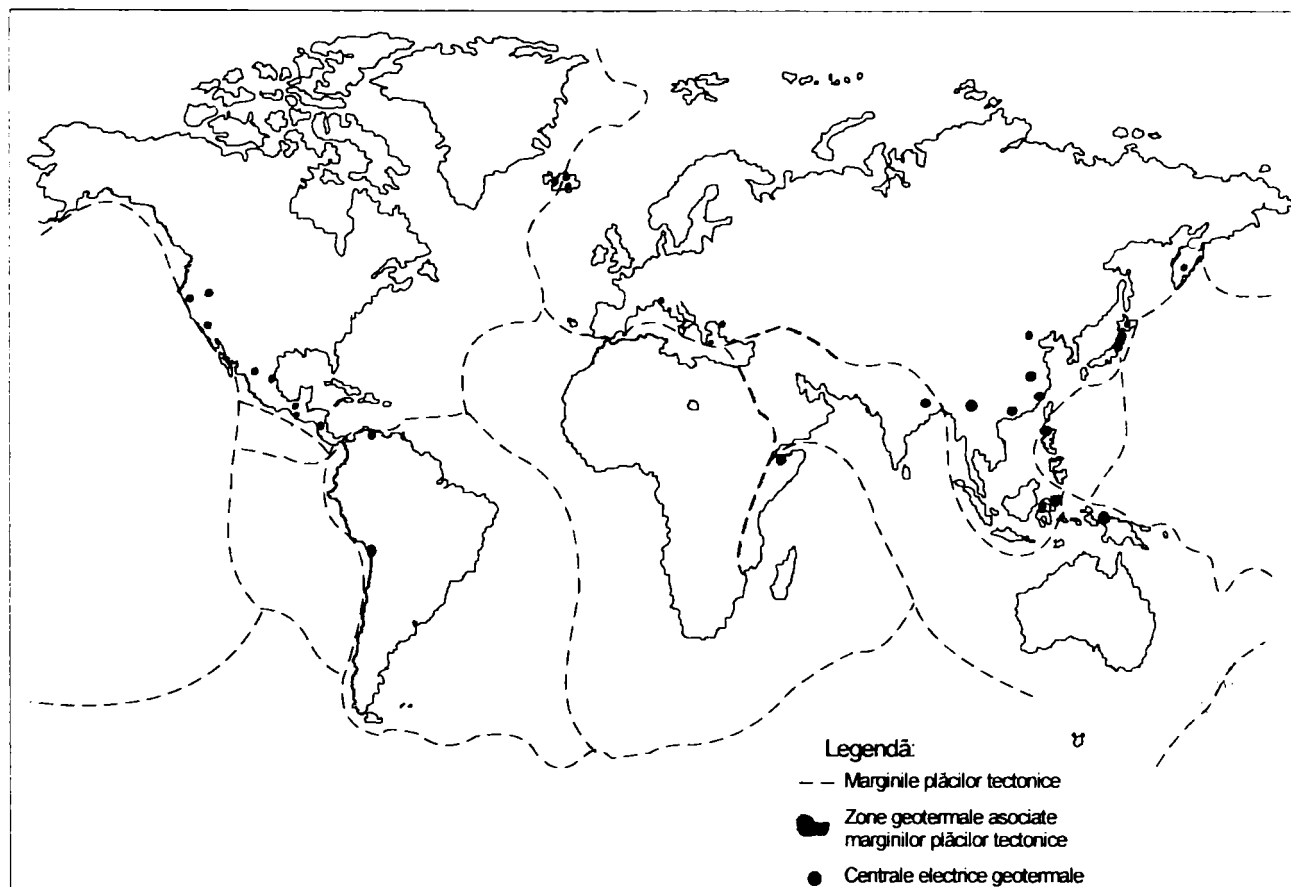 Legendă:
Marginile plăcilor tectonice
Zone geotermale asociate
marginilor plăcilor tectonice
Centrale electrice geotermale